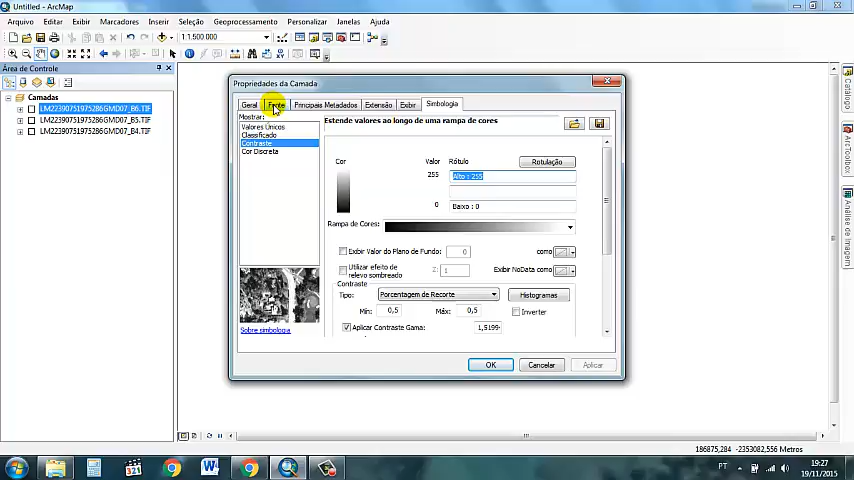 Untitled - ArcMap
Arquivo Editar Exibir Marcadores Inserir Seleção Geoprocessamento Personalizar Janelas Ajuda
1:1.500.000
Área de Controle
Camadas
LM22390751975286GMD07_B6.TIF
LM22390751975286GMD07_B5.TIF
LM22390751975286GMD07_B4.TIF
Propriedades da Camada
Geral Fonte Principais Metadados Extensão Exibir Simbologia
Mostrar:
Valores Únicos
Classificado
Contraste
Cor Discreta
Sobre simbologia
Estende valores ao longo de uma rampa de cores
Cor Valor Rótulo Rotulação
255 Alto : 255
0 Baixo : 0
Rampa de Cores:
Exibir Valor do Plano de Fundo: 0 como
Utilizar efeito de relevo sombreado Z: 1 Exibir NoData como
Contraste
Tipo: Porcentagem de Recorte Histogramas
Mín: 0,5 Máx: 0,5 Inverter
Aplicar Contraste Gama: 1,5199
OK Cancelar Aplicar
Catálogo
ArcToolbox
Análise de Imagem
186875,284 -2353082,556 Metros
321
PT
19:27
19/11/2015